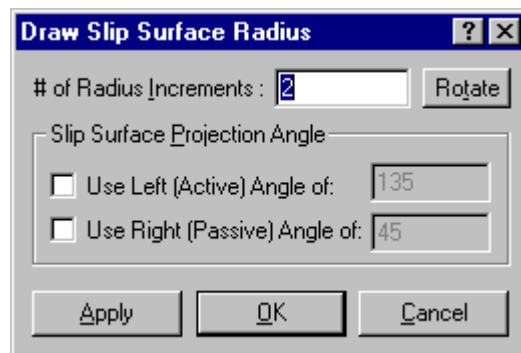 Draw Slip Surface Radius
# of Radius Increments : 2 Rotate
Slip Surface Projection Angle
Use Left (Active) Angle of: 135
Use Right (Passive) Angle of: 45
Apply OK Cancel